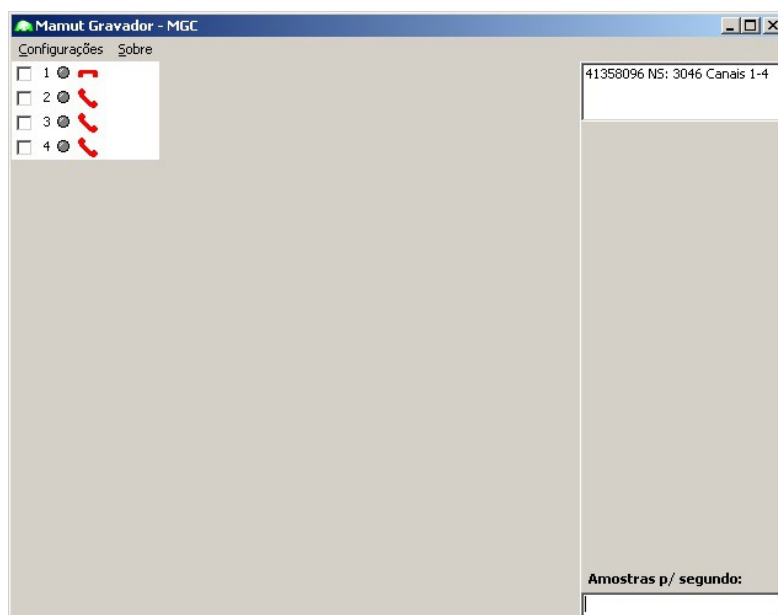 Mamut Gravador - MGC
Configurações Sobre
1
2
3
4
41358096 NS: 3046 Canais 1-4
Amostras p/ segundo: